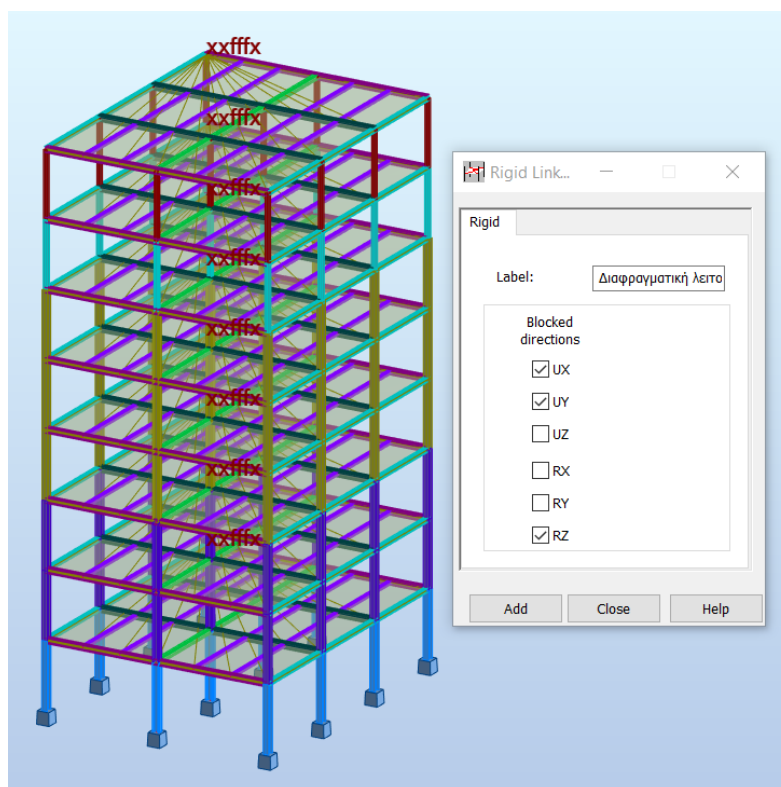 xxfffx
xxfffx
xxfffx
xxfffx
xxfffx
xxfffx
xxfffx
xxfffx
Rigid Link...
Rigid
Label:
Διαφραγματική λειτο
Blocked
directions
UX
UY
UZ
RX
RY
RZ
Add
Close
Help